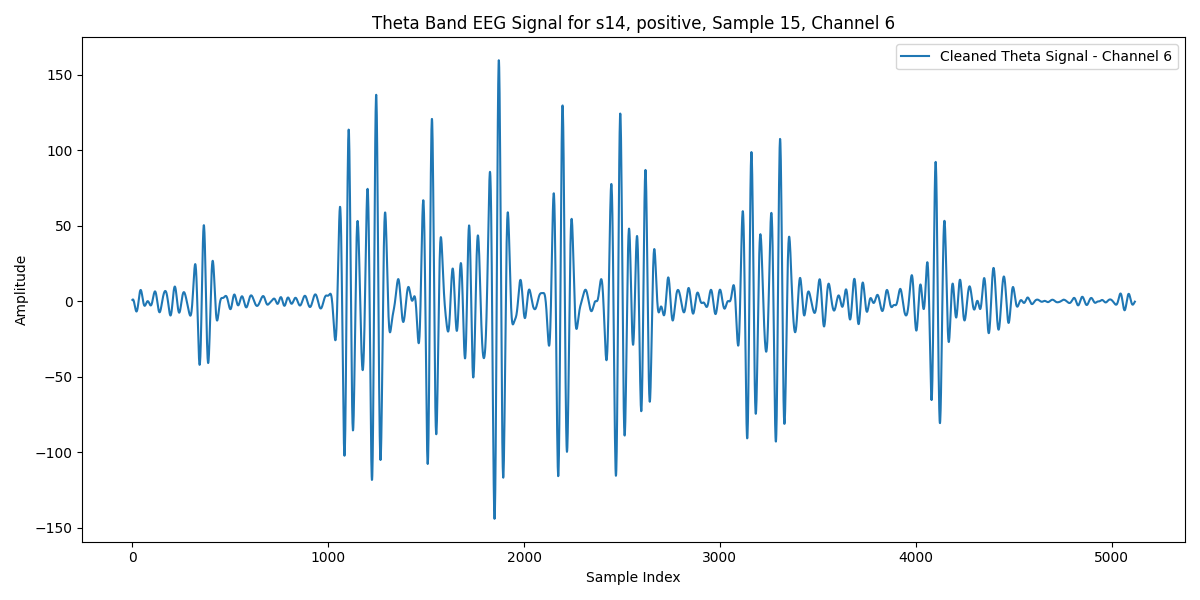 Theta Band EEG Signal for s14, positive, Sample 15, Channel 6
Cleaned Theta Signal - Channel 6
150
100
50
0
−50
−100
−150
Amplitude
0 1000 2000 3000 4000 5000
Sample Index